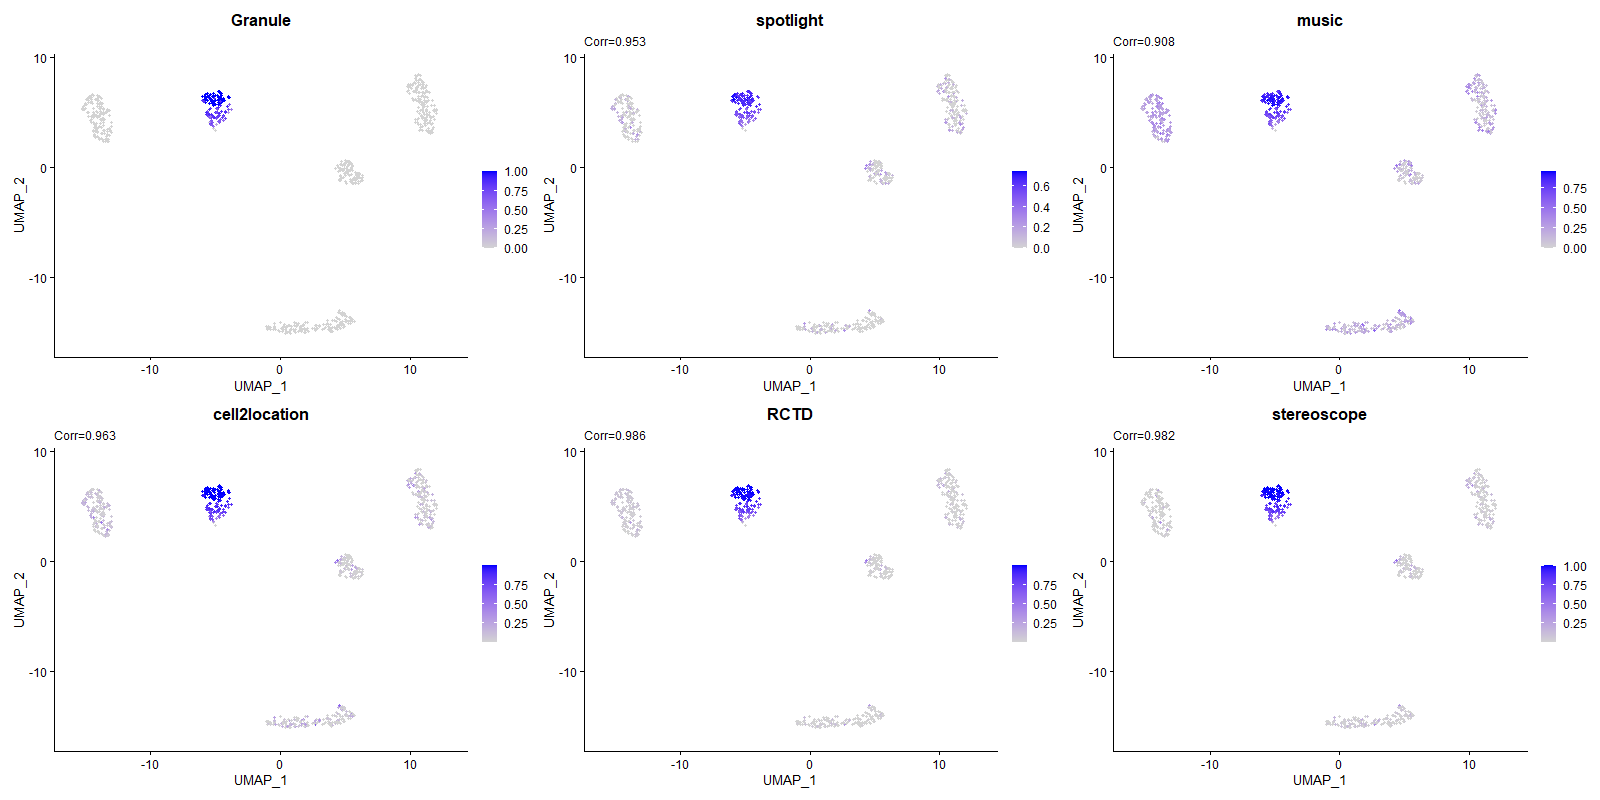 Granule
10
0
-10
UMAP_2
-10
0
10
UMAP_1
1.00
0.75
0.50
0.25
0.00
spotlight
Corr=0.953
10
0
-10
UMAP_2
-10
0
10
UMAP_1
0.6
0.4
0.2
0.0
music
Corr=0.908
10
0
-10
UMAP_2
-10
0
10
UMAP_1
0.75
0.50
0.25
0.00
cell2location
Corr=0.963
10
0
-10
UMAP_2
-10
0
10
UMAP_1
0.75
0.50
0.25
RCTD
Corr=0.986
10
0
-10
UMAP_2
-10
0
10
UMAP_1
0.75
0.50
0.25
stereoscope
Corr=0.982
10
0
-10
UMAP_2
-10
0
10
UMAP_1
1.00
0.75
0.50
0.25